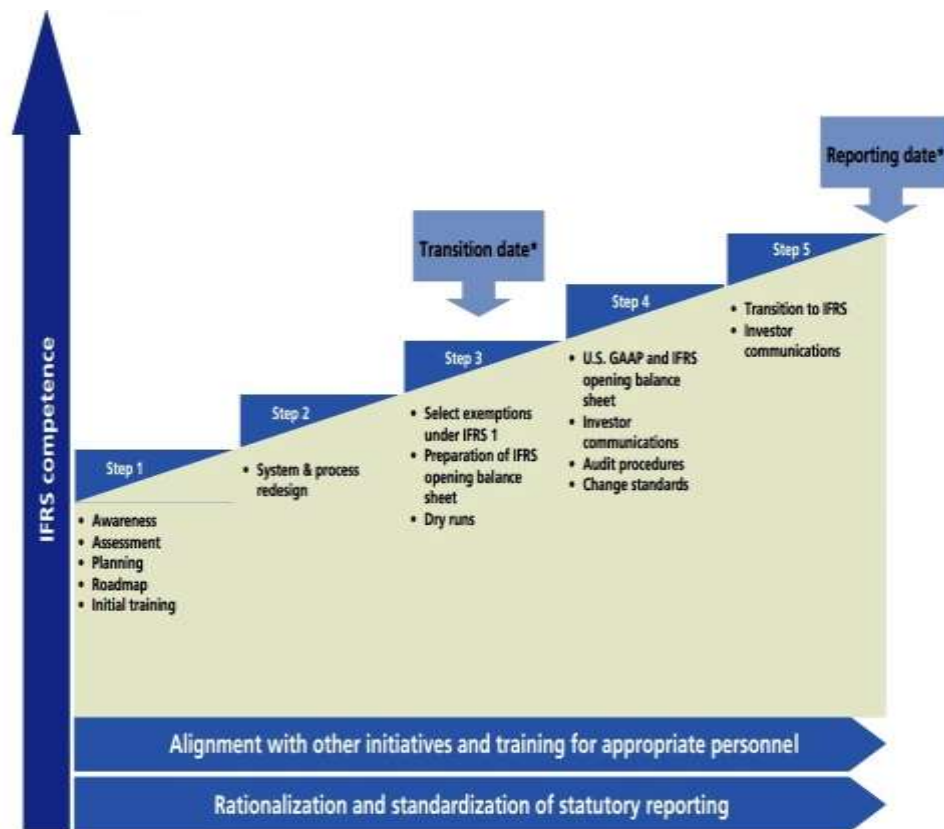 Reporting date*
Transition date*
Step 5
• Transition to IFRS
• Investor
communications
Step 4
• U.S. GAAP and IFRS
opening balance
sheet
• Investor
communications
• Audit procedures
• Change standards
Step 3
• Select exemptions
under IFRS 1
• Preparation of IFRS
opening balance
sheet
• Dry runs
Step 2
• System & process
redesign
Step 1
• Awareness
• Assessment
• Planning
• Roadmap
• Initial training
IFRS competence
Alignment with other initiatives and training for appropriate personnel
Rationalization and standardization of statutory reporting